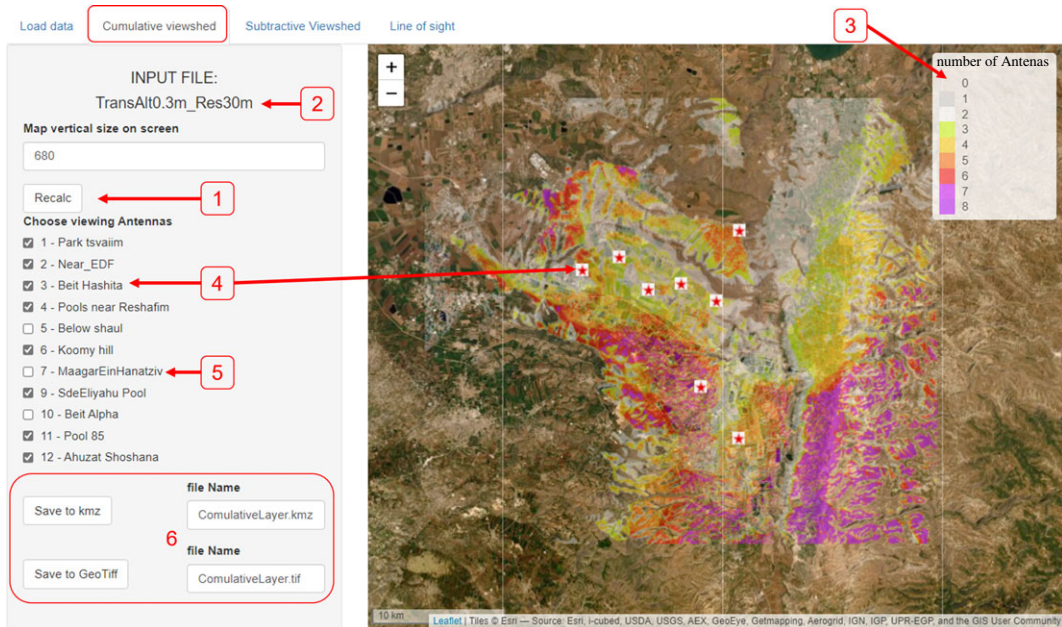 Load data
Cumulative viewshed
Subtractive Viewshed
Line of sight
INPUT FILE:
TransAlt0.3m_Res30m
2
Map vertical size on screen
680
Recalc
1
Choose viewing Antennas
1 - Park tsvaiim
2 - Near_EDF
3 - Beit Hashita
4
4 - Pools near Reshafim
5 - Below shaul
6 - Koomy hill
7 - MaagarEinHanatziv
5
9 - SdeEliyahu Pool
10 - Beit Alpha
11 - Pool 85
12 - Ahuzat Shoshana
file Name
Save to kmz
ComulativeLayer.kmz
6
file Name
Save to GeoTiff
ComulativeLayer.tif
+
−
3
number of Antenas
0
1
2
3
4
5
6
7
8
10 km
Leaflet | Tiles © Esri — Source: Esri, i-cubed, USDA, USGS, AEX, GeoEye, Getmapping, Aerogrid, IGN, IGP, UPR-EGP, and the GIS User Community